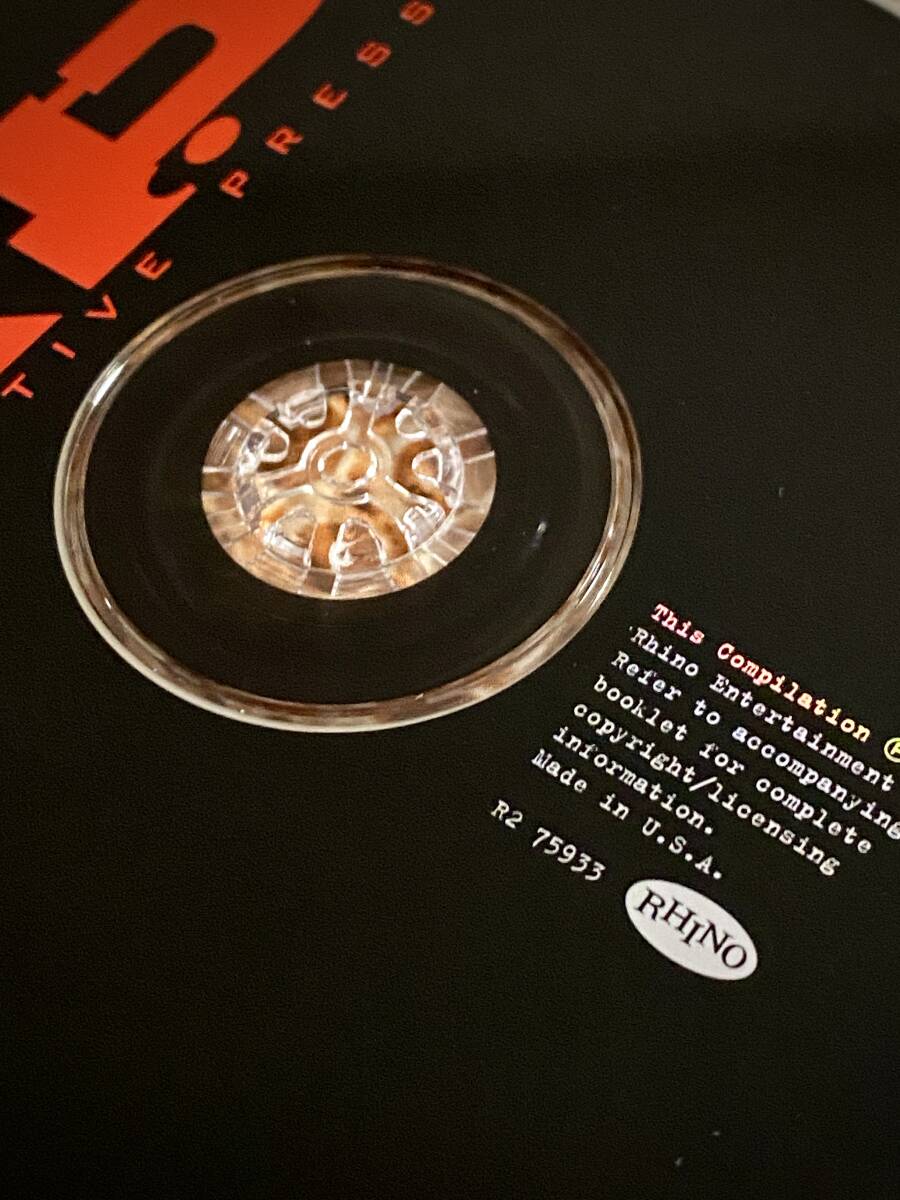 TIVE PRESS
This Compilation Ⓟ
Rhino Entertainment
Refer to accompanying
booklet for complete
copyright/licensing
information.
Made in U.S.A.
R2 75933
RHINO